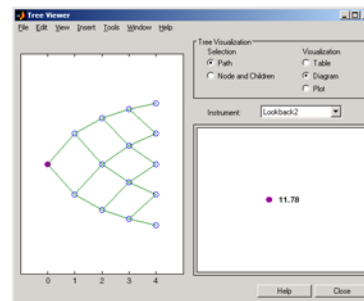 Tree Viewer
File Edit View Insert Tools Window Help
Tree Visualization
Selection
Path
Node and Children
Visualization
Table
Diagram
Plot
Instrument: Lookback2
11.78
0 1 2 3 4
Help Close